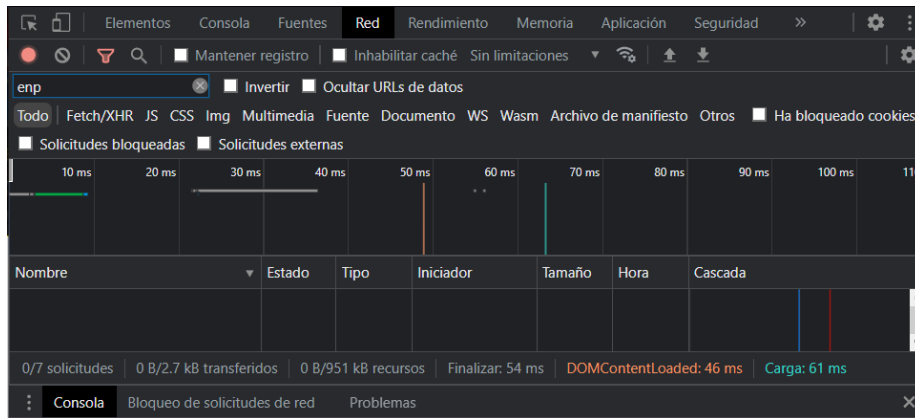 Elementos Consola Fuentes Red Rendimiento Memoria Aplicación Seguridad »
Mantener registro Inhabilitar caché Sin limitaciones
enp Invertir Ocultar URLs de datos
Todo Fetch/XHR JS CSS Img Multimedia Fuente Documento WS Wasm Archivo de manifiesto Otros Ha bloqueado cookies
Solicitudes bloqueadas Solicitudes externas
10 ms 20 ms 30 ms 40 ms 50 ms 60 ms 70 ms 80 ms 90 ms 100 ms
Nombre Estado Tipo Iniciador Tamaño Hora Cascada
0/7 solicitudes 0 B/2.7 kB transferidos 0 B/951 kB recursos Finalizar: 54 ms DOMContentLoaded: 46 ms Carga: 61 ms
Consola Bloqueo de solicitudes de red Problemas